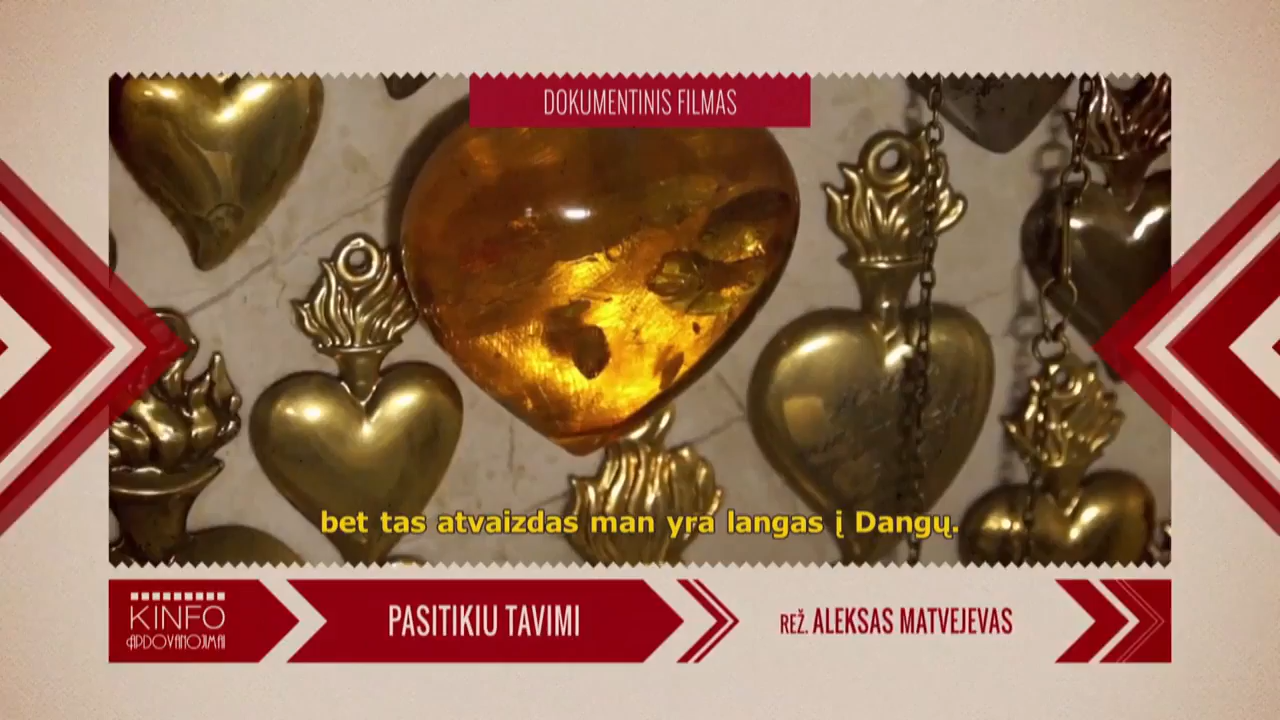 DOKUMENTINIS FILMAS
bet tas atvaizdas man yra langas į Dangų.
KINFO
APDOVANOJIMAI
PASITIKIU TAVIMI
REŽ. ALEKSAS MATVEJEVAS